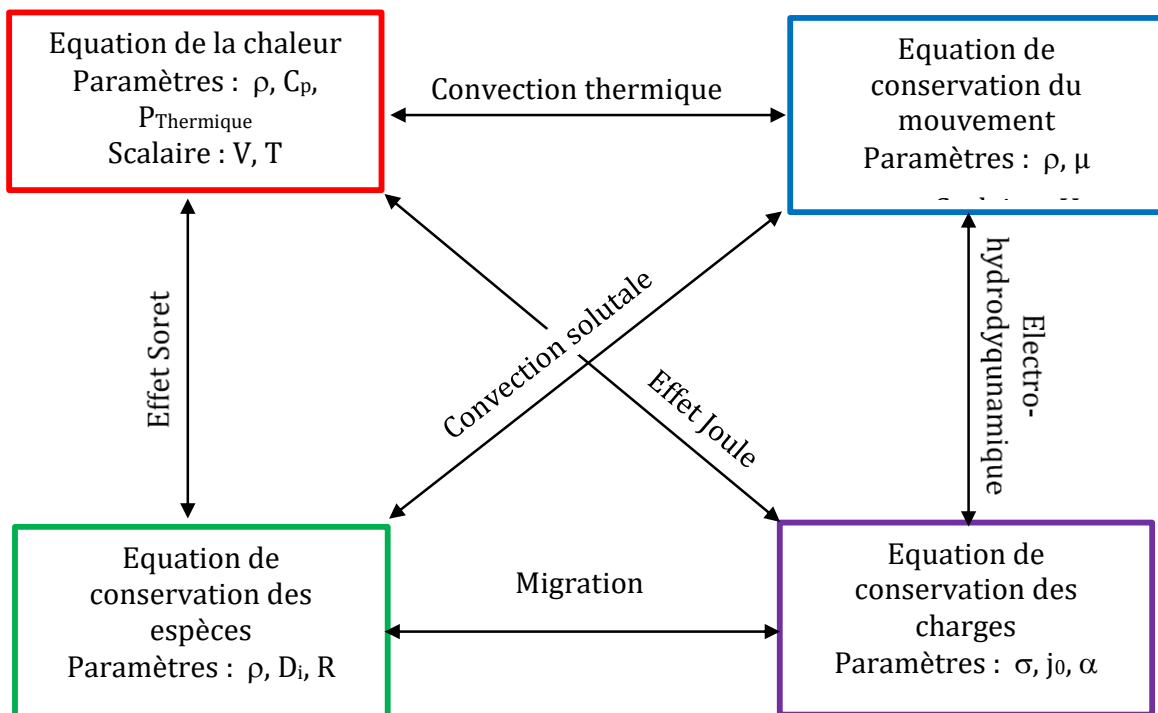 Equation de la chaleur
Paramètres : ρ, Cp,
PThermique
Scalaire : V, T
Convection thermique
Equation de
conservation du
mouvement
Paramètres : ρ, µ
Effet Soret
Convection solutale
Effet Joule
Electro-
hydrodyqunamique
Equation de
conservation des
espèces
Paramètres : ρ, Di, R
Migration
Equation de
conservation des
charges
Paramètres : σ, j0, α